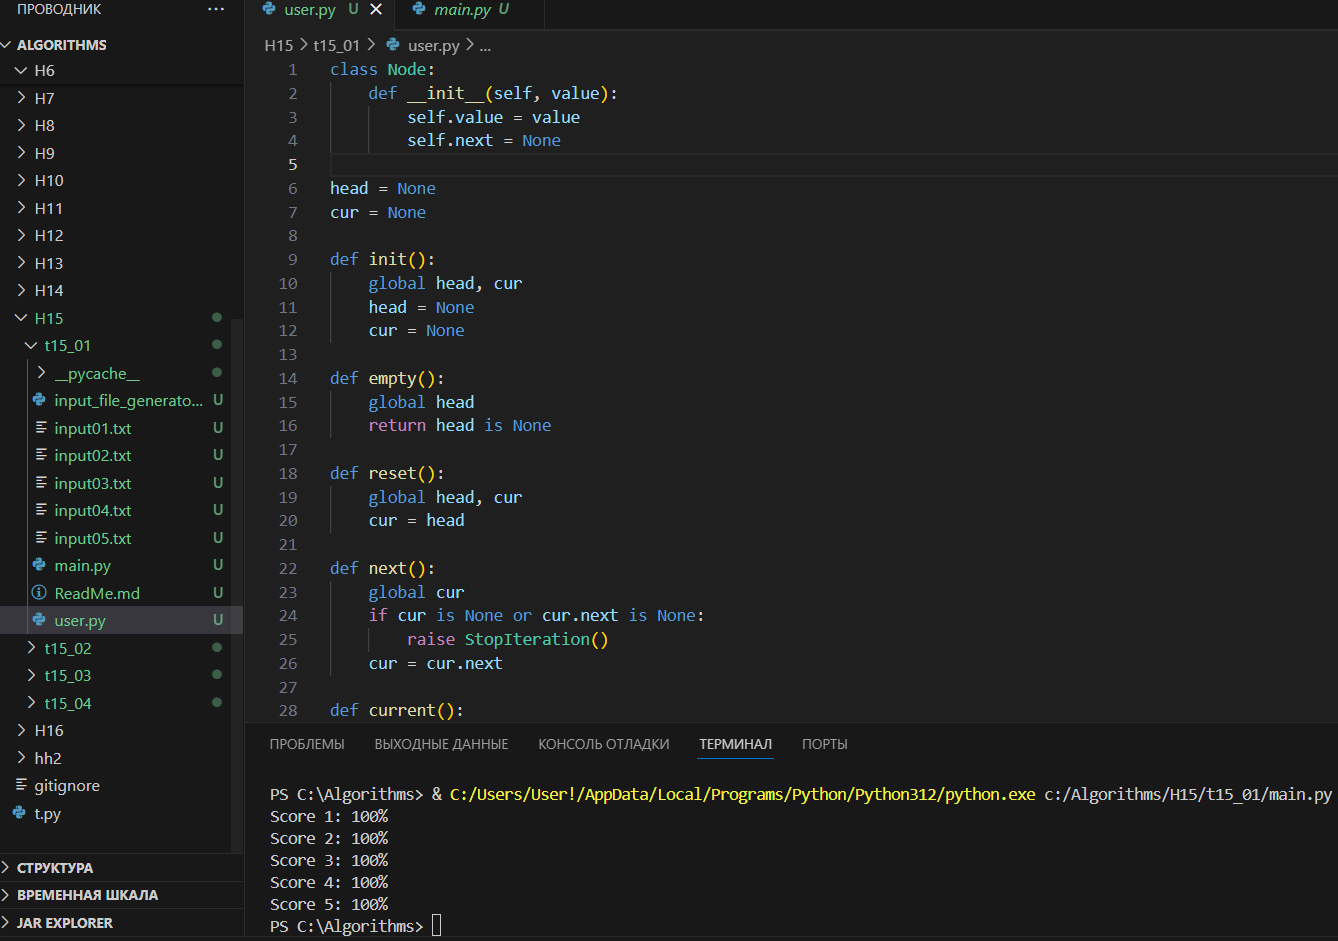 ПРОВОДНИК ...
ALGORITHMS
H6
H7
H8
H9
H10
H11
H12
H13
H14
H15
t15_01
__pycache__
input_file_generato... U
input01.txt U
input02.txt U
input03.txt U
input04.txt U
input05.txt U
main.py U
ReadMe.md U
user.py U
t15_02
t15_03
t15_04
H16
hh2
gitignore
t.py
СТРУКТУРА
ВРЕМЕННАЯ ШКАЛА
JAR EXPLORER
user.py U main.py U
H15 > t15_01 > user.py > ...
1 class Node:
2     def __init__(self, value):
3         self.value = value
4         self.next = None
5
6 head = None
7 cur = None
8
9 def init():
10     global head, cur
11     head = None
12     cur = None
13
14 def empty():
15     global head
16     return head is None
17
18 def reset():
19     global head, cur
20     cur = head
21
22 def next():
23     global cur
24     if cur is None or cur.next is None:
25         raise StopIteration()
26     cur = cur.next
27
28 def current():
ПРОБЛЕМЫ ВЫХОДНЫЕ ДАННЫЕ КОНСОЛЬ ОТЛАДКИ ТЕРМИНАЛ ПОРТЫ
PS C:\Algorithms> & C:/Users/User!/AppData/Local/Programs/Python/Python312/python.exe c:/Algorithms/H15/t15_01/main.py
Score 1: 100%
Score 2: 100%
Score 3: 100%
Score 4: 100%
Score 5: 100%
PS C:\Algorithms>